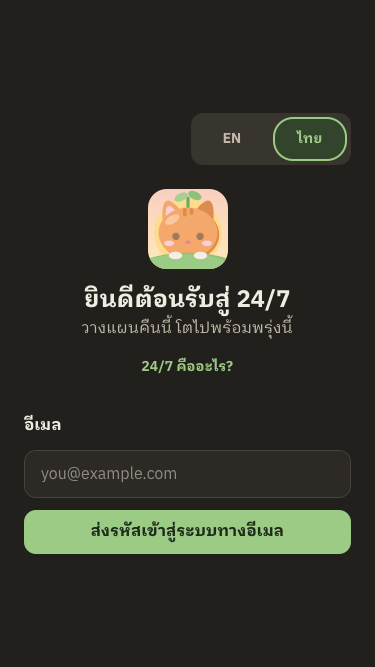 EN
ไทย
ยินดีต้อนรับสู่ 24/7
วางแผนคืนนี้ โตไปพร้อมพรุ่งนี้
24/7 คืออะไร?
อีเมล
you@example.com
ส่งรหัสเข้าสู่ระบบทางอีเมล